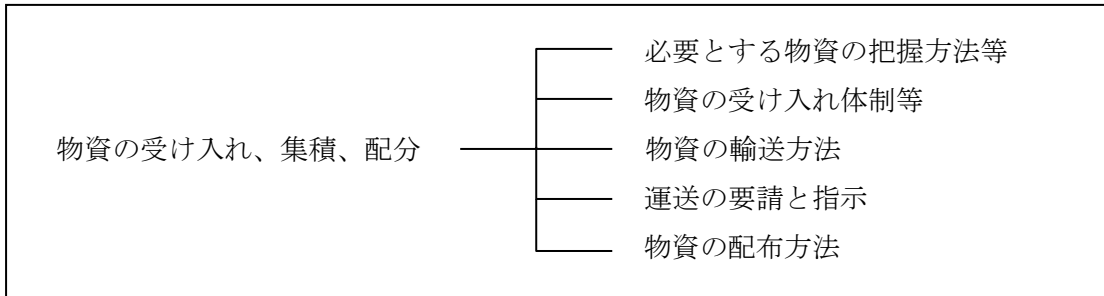 物資の受け入れ、集積、配分
必要とする物資の把握方法等
物資の受け入れ体制等
物資の輸送方法
運送の要請と指示
物資の配布方法